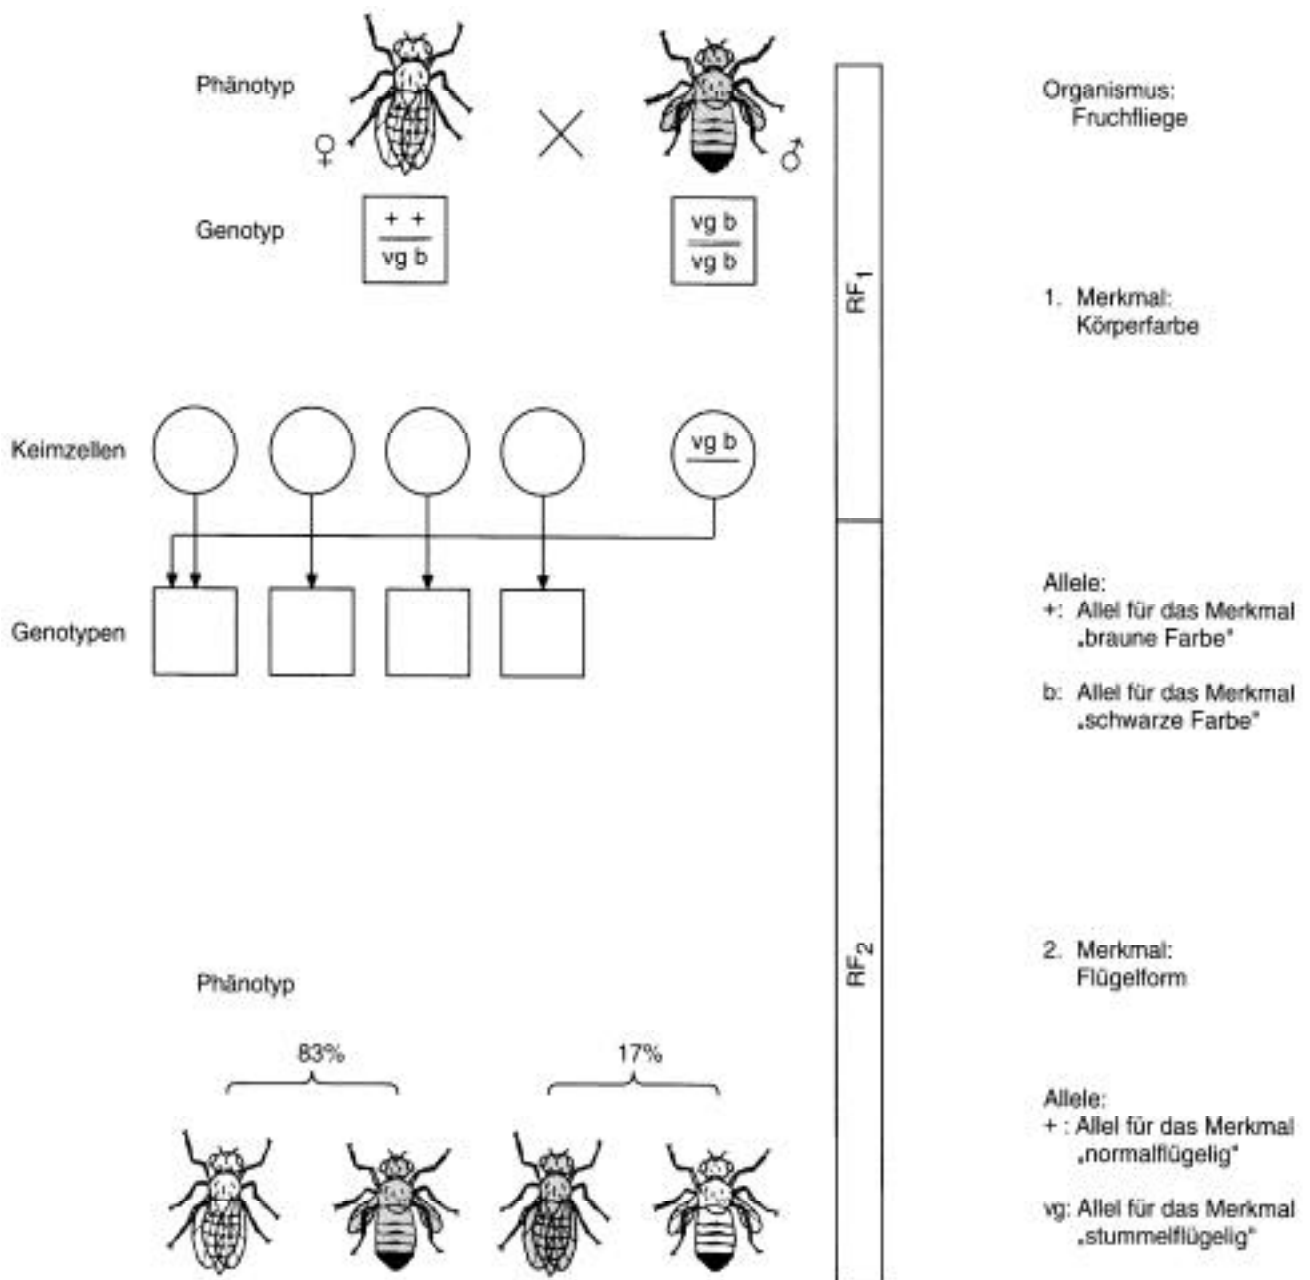 Phänotyp
♀
♂
Genotyp
+ +
vg b
vg b
vg b
Keimzellen
vg b
Genotypen
Phänotyp
83%
17%
RF1
RF2
Organismus:
Fruchfliege
1. Merkmal:
Körperfarbe
Allele:
+: Allel für das Merkmal
„braune Farbe"
b: Allel für das Merkmal
„schwarze Farbe"
2. Merkmal:
Flügelform
Allele:
+ : Allel für das Merkmal
„normalflügelig"
vg: Allel für das Merkmal
„stummelflügelig"